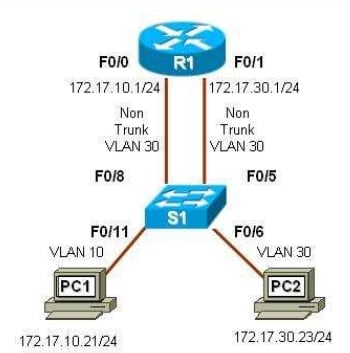 F0/0 R1 F0/1
172.17.10.1/24 172.17.30.1/24
Non Non
Trunk Trunk
VLAN 30 VLAN 30
F0/8 F0/5
S1
F0/11 F0/6
VLAN 10 VLAN 30
PC1 PC2
172.17.10.21/24 172.17.30.23/24